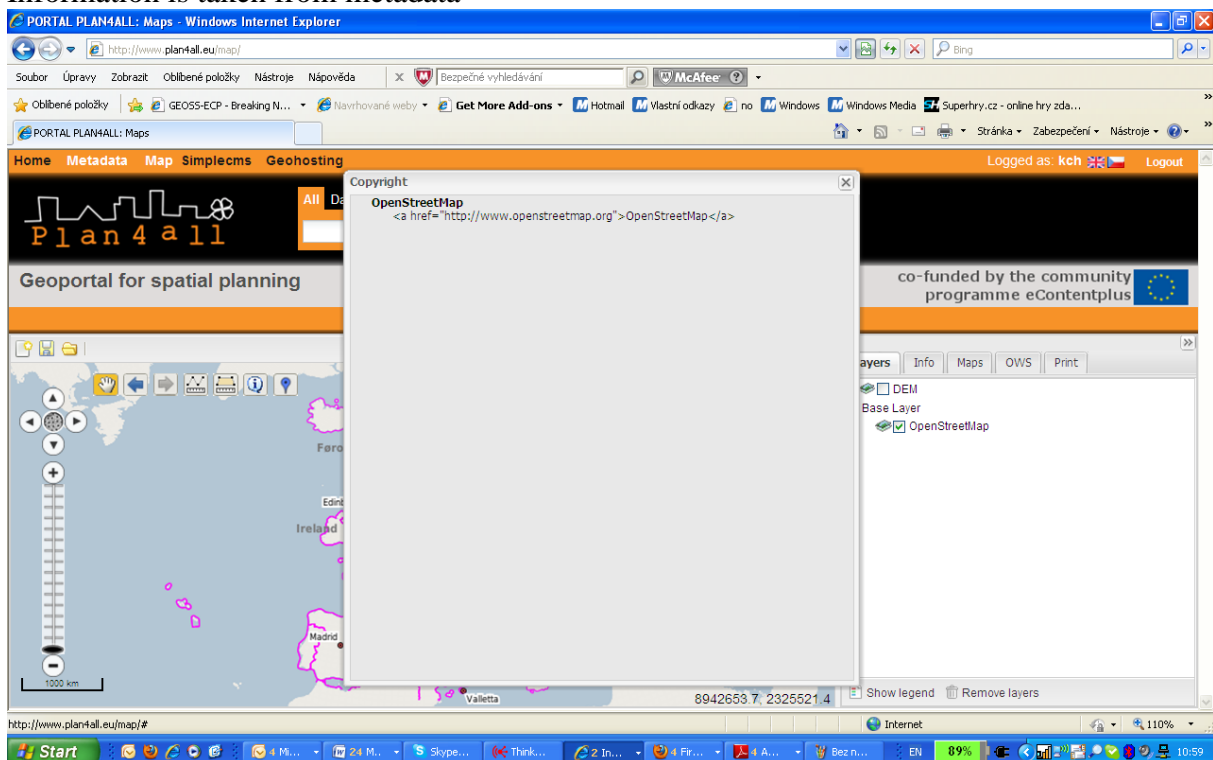 Information is taken from metadata
PORTAL PLAN4ALL: Maps - Windows Internet Explorer
http://www.plan4all.eu/map/
Bing
Soubor Úpravy Zobrazit Oblíbené položky Nástroje Nápověda x Bezpečné vyhledávání McAfee
Oblíbené položky GEOSS-ECP - Breaking N... Navrhované weby Get More Add-ons Hotmail Vlastní odkazy no Windows Windows Media Superhry.cz - online hry zda...
PORTAL PLAN4ALL: Maps
Stránka Zabezpečení Nástroje
Home Metadata Map Simplecms Geohosting
Logged as: kch Logout
Copyright
OpenStreetMap
<a href="http://www.openstreetmap.org">OpenStreetMap</a>
All Da
Plan4all
Geoportal for spatial planning
co-funded by the community
programme eContentplus
ayers Info Maps OWS Print
DEM
Base Layer
OpenStreetMap
Føro
Edin
Ireland
Madrid
1000 km
Valletta
8942653.7, 2325521.4
Show legend Remove layers
http://www.plan4all.eu/map/#
Internet
110%
Start 4 Mi... 24 M... Skype... Think... 2 In... 4 Fir... 4 A... Bez n... EN 89% 10:59